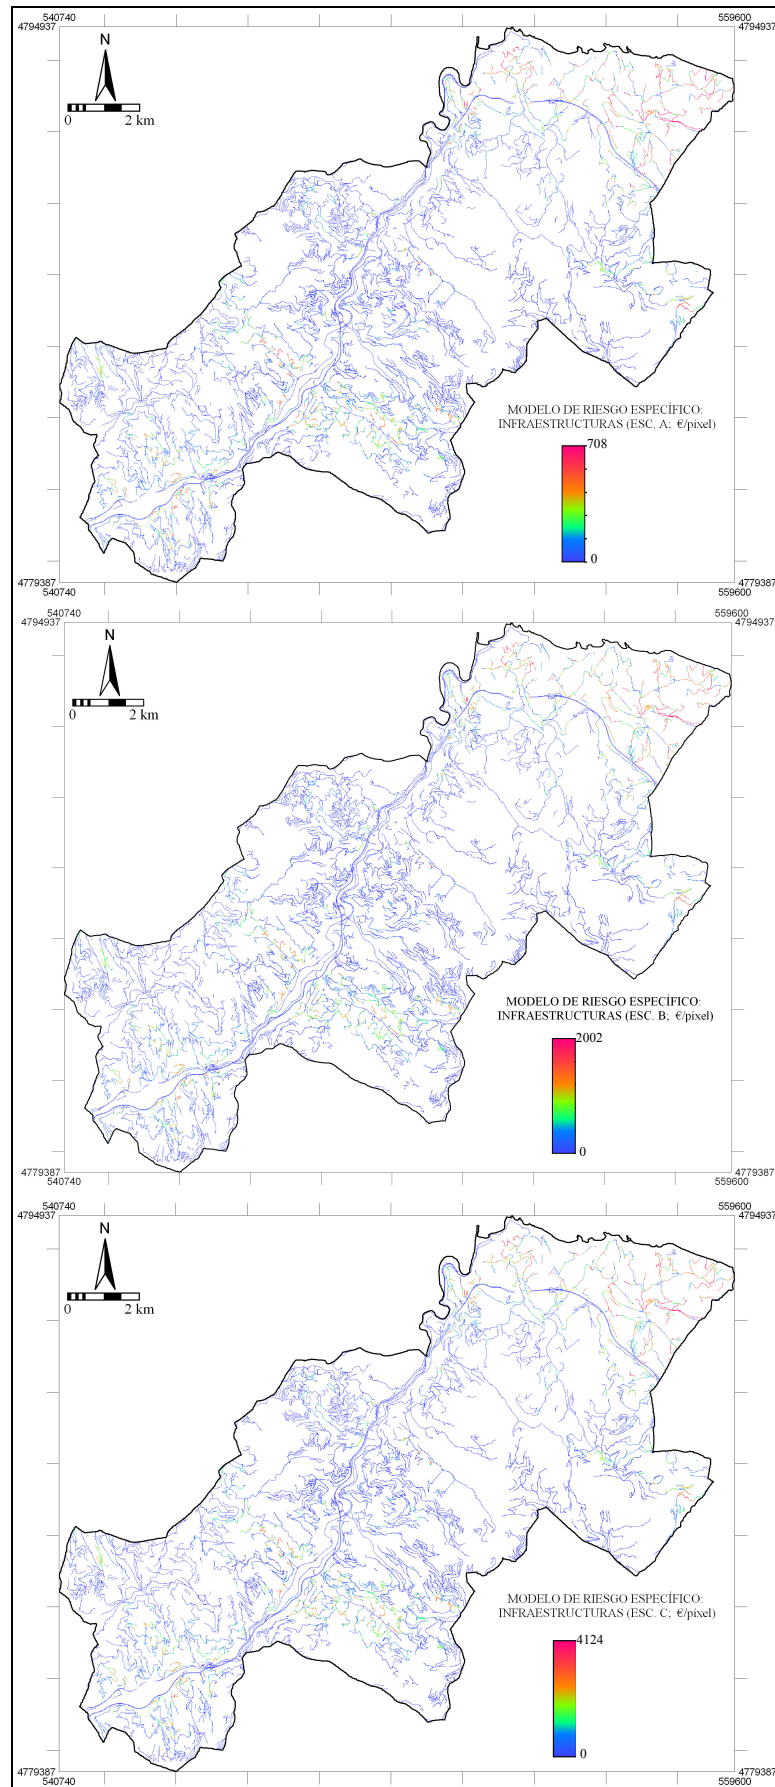 540740
559600
4794937
4794937
N
0
2 km
MODELO DE RIESGO ESPECÍFICO:
INFRAESTRUCTURAS (ESC. A; €/píxel)
708
0
4779387
4779387
540740
559600
540740
559600
4794937
4794937
N
0
2 km
MODELO DE RIESGO ESPECÍFICO:
INFRAESTRUCTURAS (ESC. B; €/píxel)
2002
0
4779387
4779387
540740
559600
540740
559600
4794937
4794937
N
0
2 km
MODELO DE RIESGO ESPECÍFICO:
INFRAESTRUCTURAS (ESC. C; €/píxel)
4124
0
4779387
4779387
540740
559600